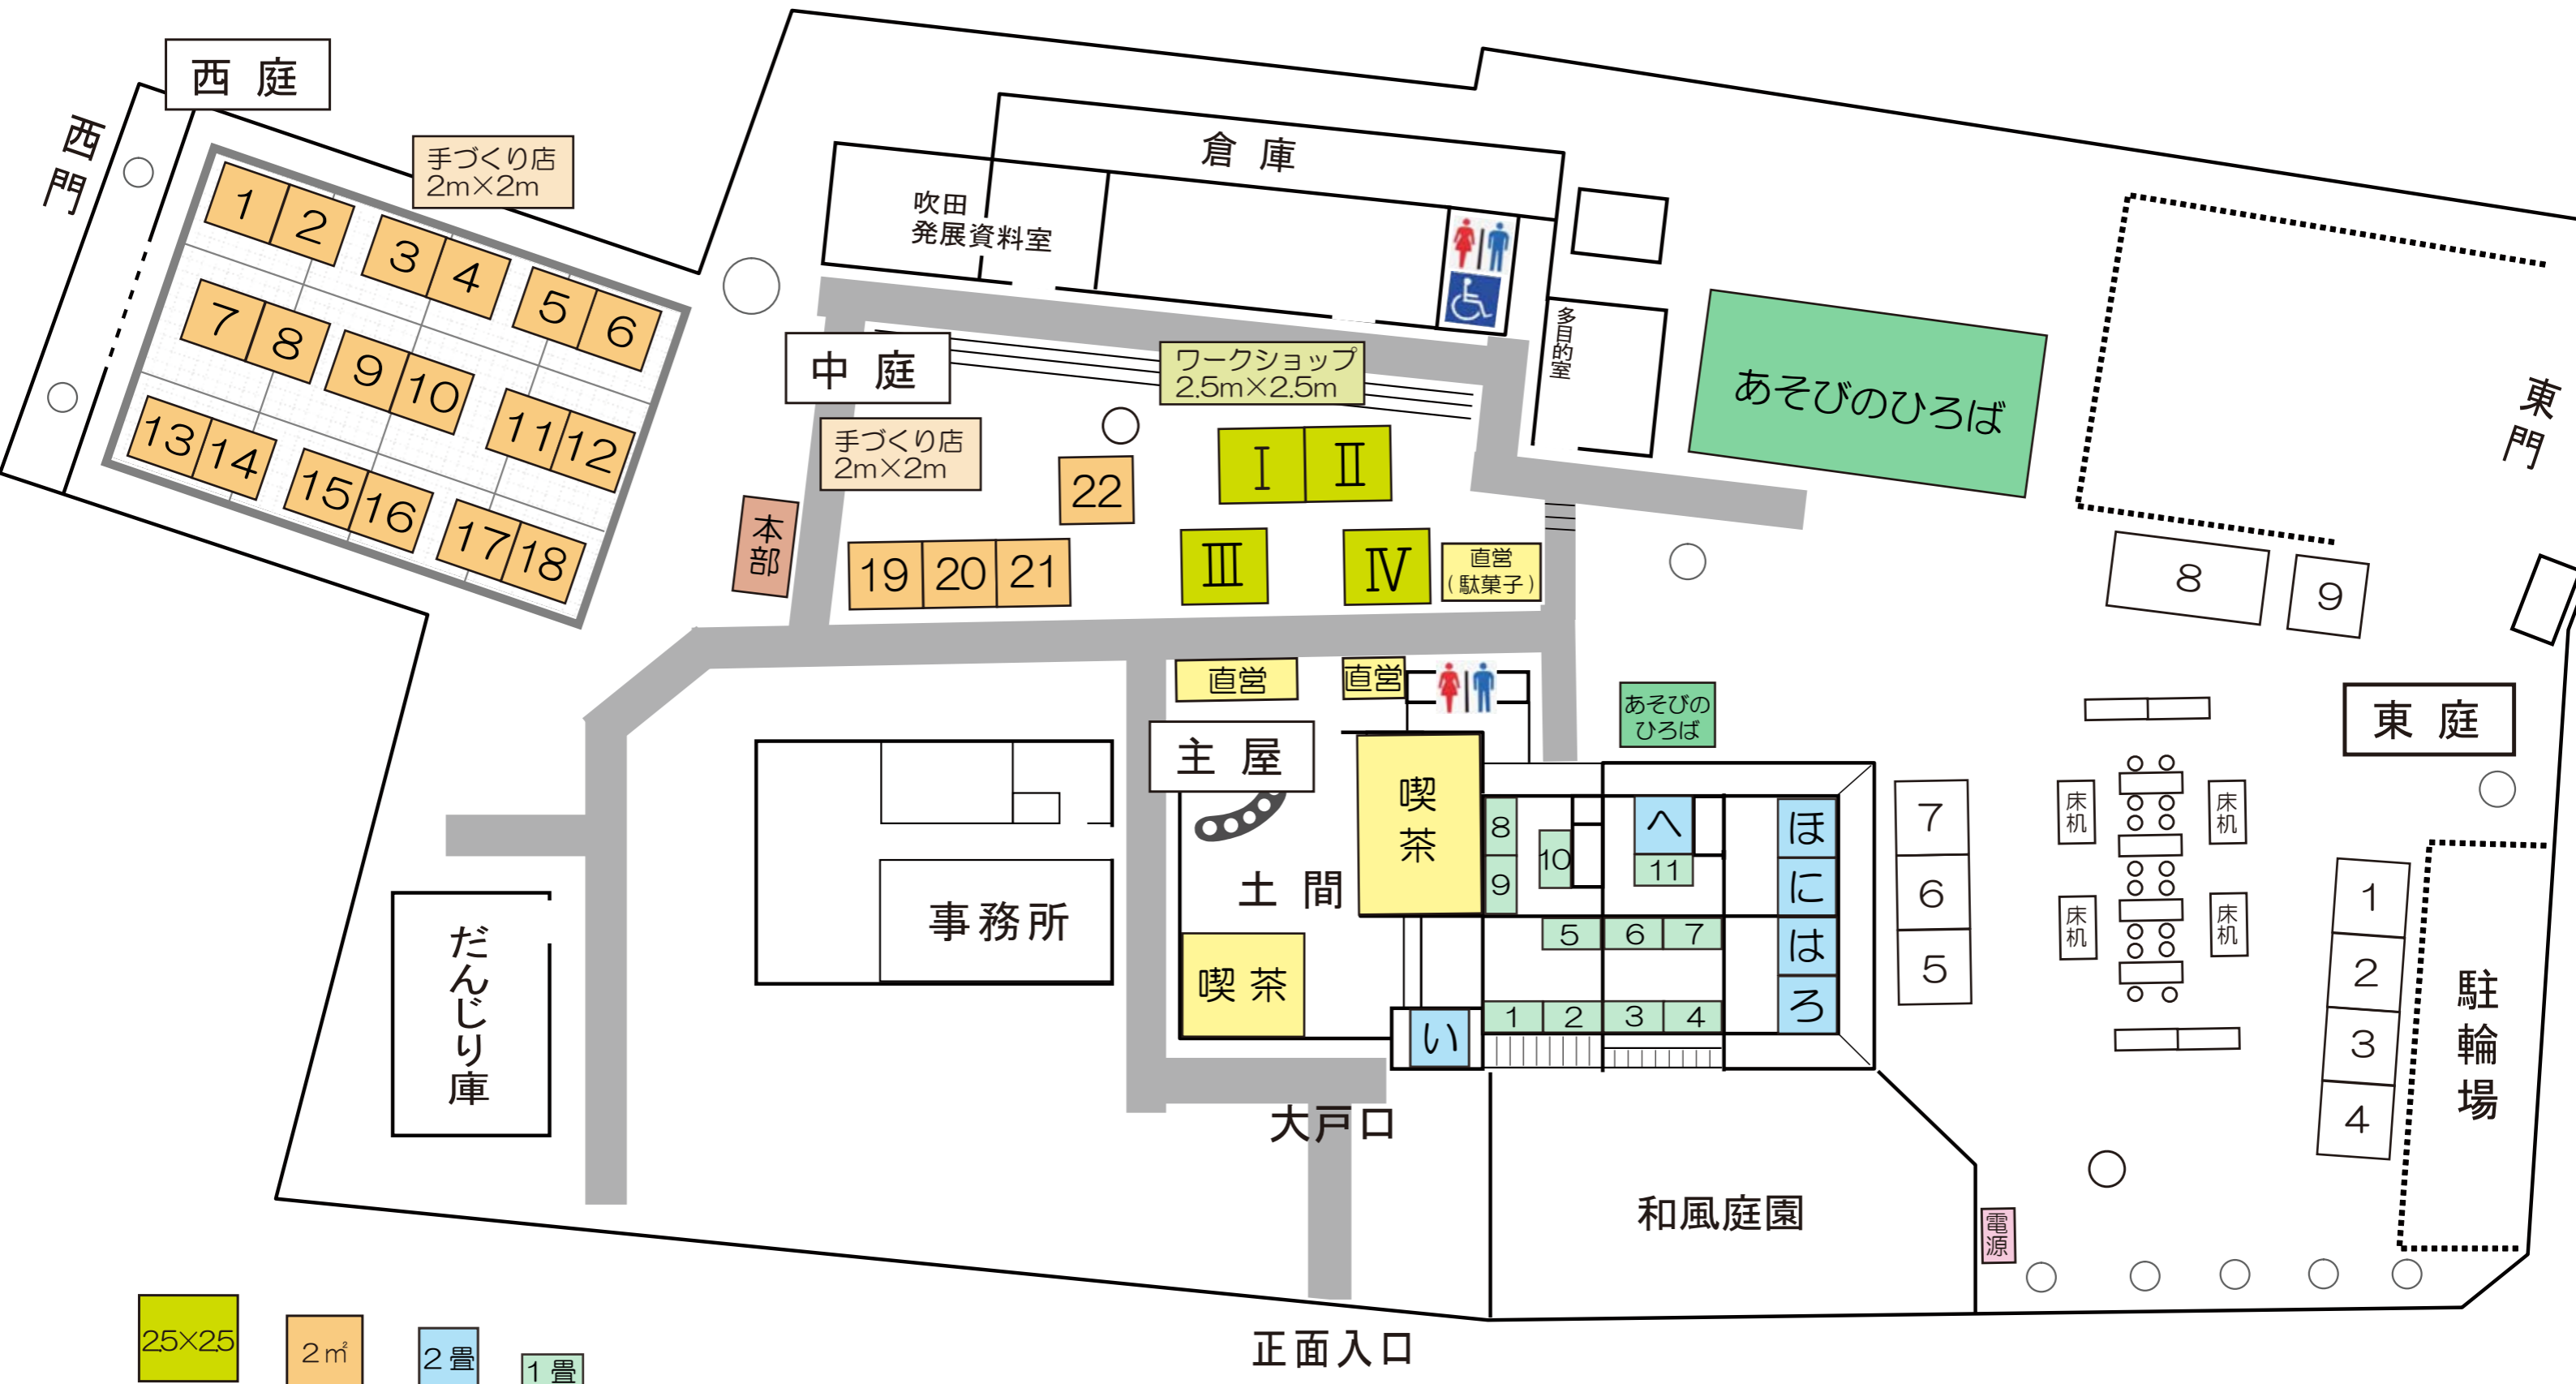 西庭
西門
手づくり店
2m×2m
1
2
3
4
5
6
7
8
9
10
11
12
13
14
15
16
17
18
倉庫
吹田
発展資料室
多目的室
中庭
ワークショップ
2.5m×2.5m
手づくり店
2m×2m
本部
22
19
20
21
Ⅰ
Ⅱ
Ⅲ
Ⅳ
直営
(駄菓子)
あそびのひろば
東門
8
9
東庭
直営
直営
あそびの
ひろば
主屋
喫茶
土間
喫茶
事務所
だんじり庫
8
9
10
へ
11
ほ
に
は
ろ
5
6
7
1
2
3
4
い
7
6
5
床机
床机
床机
床机
1
2
3
4
駐輪場
大戸口
和風庭園
電源
正面入口
2.5×2.5
2㎡
2畳
1畳